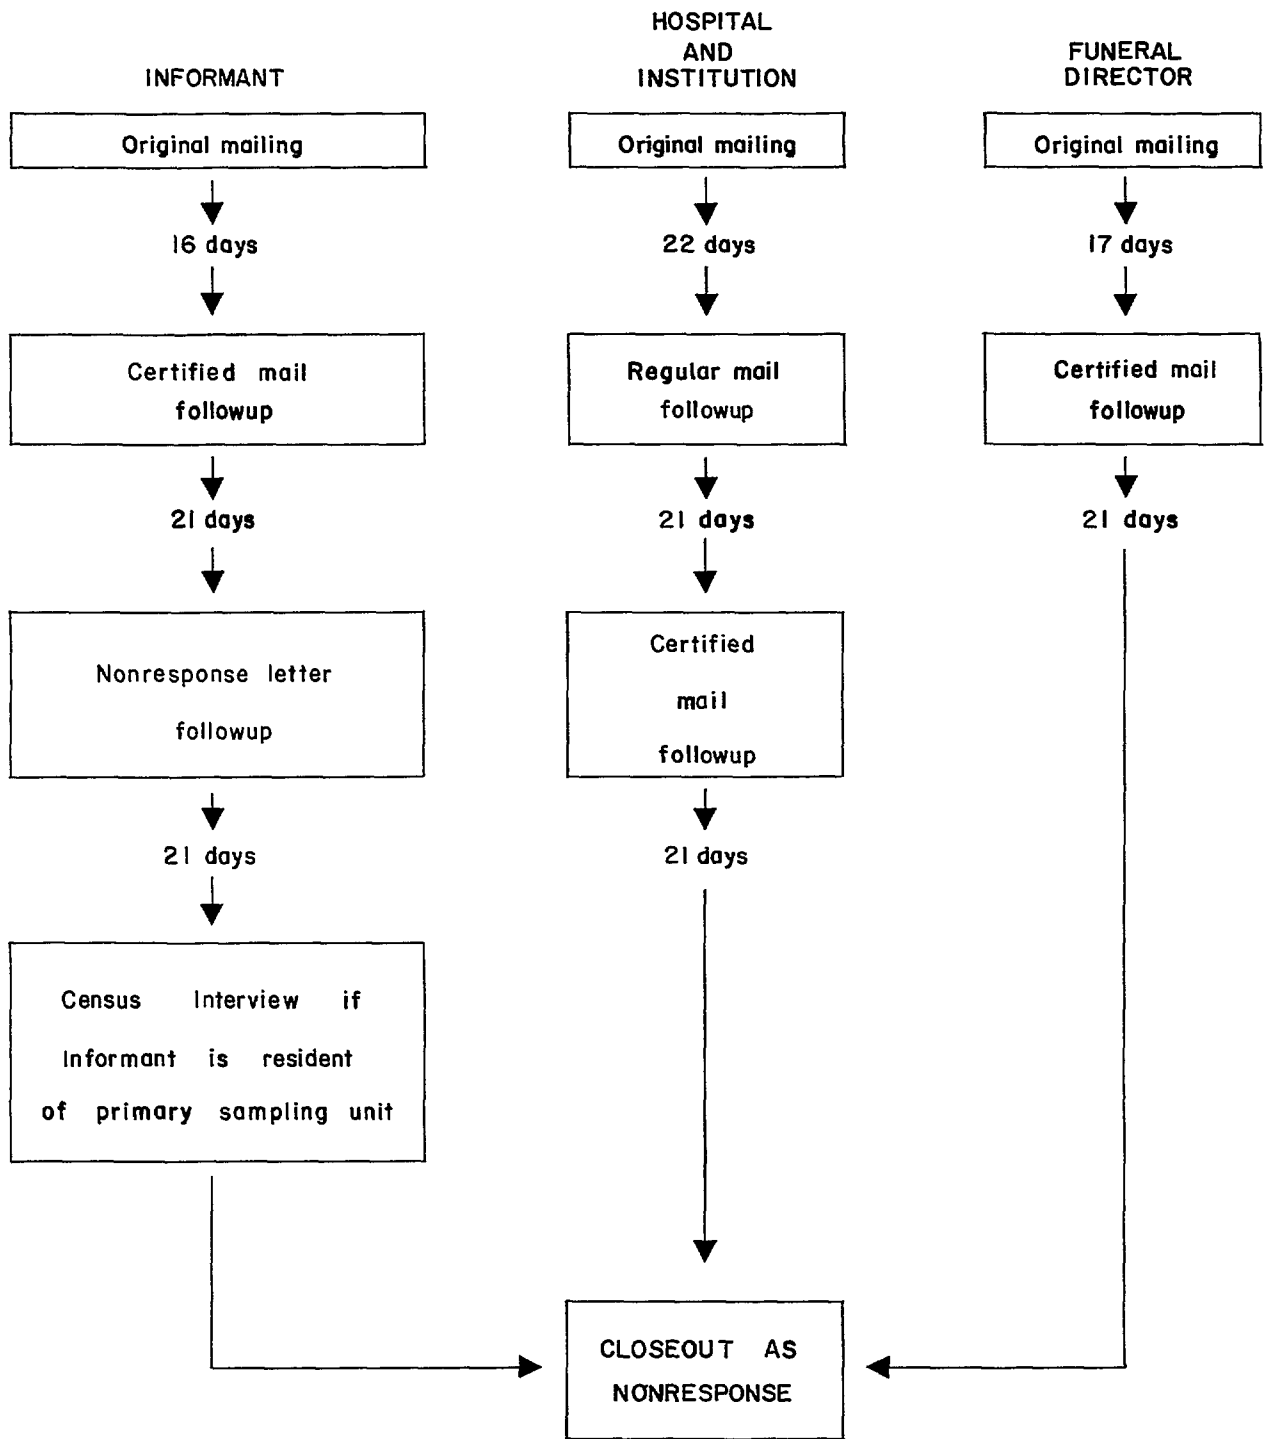 INFORMANT
Original mailing
16 days
Certified mail
followup
21 days
Nonresponse letter
followup
21 days
Census Interview if
Informant is resident
of primary sampling unit
HOSPITAL
AND
INSTITUTION
Original mailing
22 days
Regular mail
followup
21 days
Certified
mail
followup
21 days
FUNERAL
DIRECTOR
Original mailing
17 days
Certified mail
followup
21 days
CLOSEOUT AS
NONRESPONSE